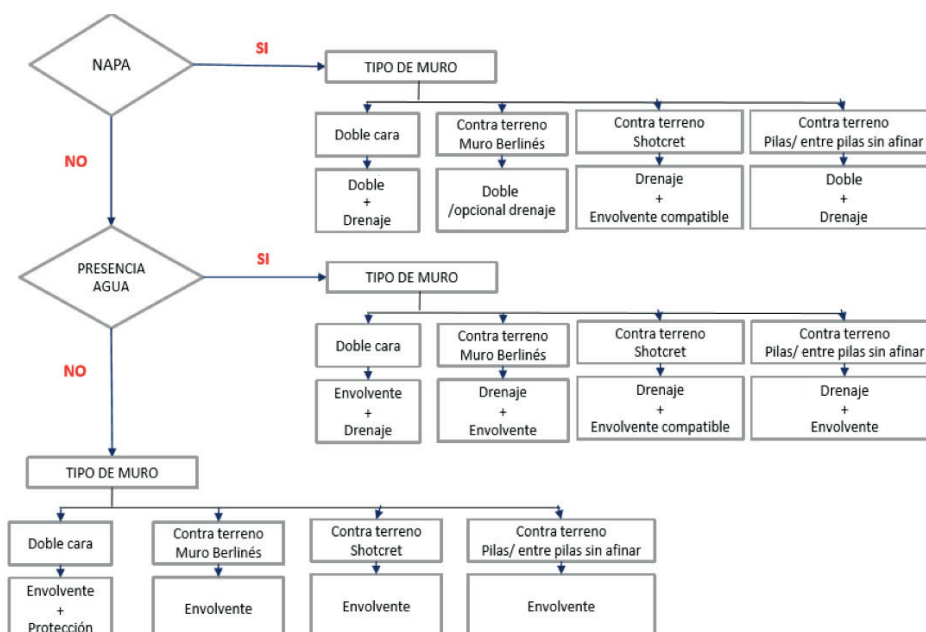 NAPA
SI
TIPO DE MURO
Doble cara
Contra terreno
Muro Berlinés
Contra terreno
Shotcret
Contra terreno
Pilas/ entre pilas sin afinar
NO
Doble
+
Drenaje
Doble
/opcional drenaje
Drenaje
+
Envolvente compatible
Doble
+
Drenaje
PRESENCIA
AGUA
SI
TIPO DE MURO
Doble cara
Contra terreno
Muro Berlinés
Contra terreno
Shotcret
Contra terreno
Pilas/ entre pilas sin afinar
NO
Envolvente
+
Drenaje
Drenaje
+
Envolvente
Drenaje
+
Envolvente compatible
Drenaje
+
Envolvente
TIPO DE MURO
Doble cara
Contra terreno
Muro Berlinés
Contra terreno
Shotcret
Contra terreno
Pilas/ entre pilas sin afinar
Envolvente
+
Protección
Envolvente
Envolvente
Envolvente